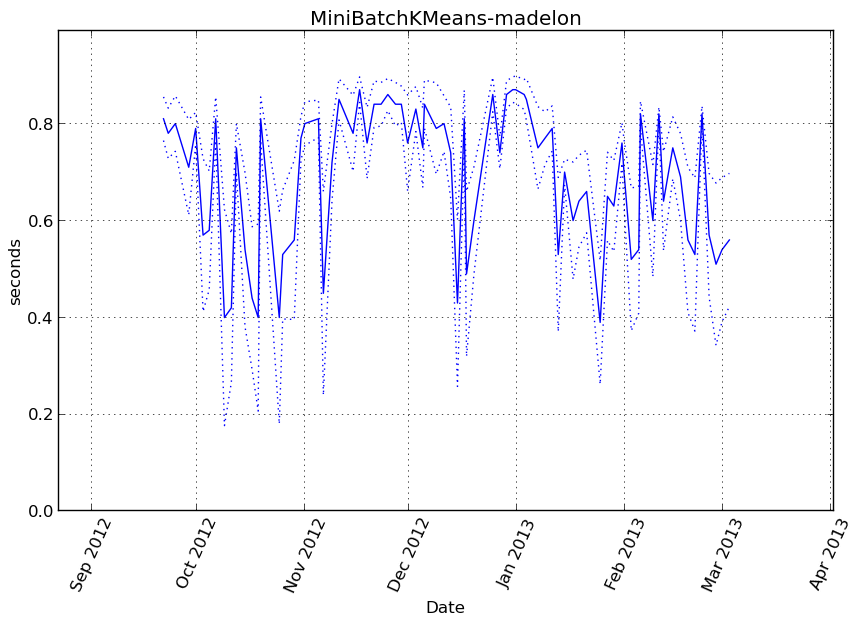 MiniBatchKMeans-madelon
seconds
0.8
0.6
0.4
0.2
0.0
Sep 2012
Oct 2012
Nov 2012
Dec 2012
Jan 2013
Feb 2013
Mar 2013
Apr 2013
Date